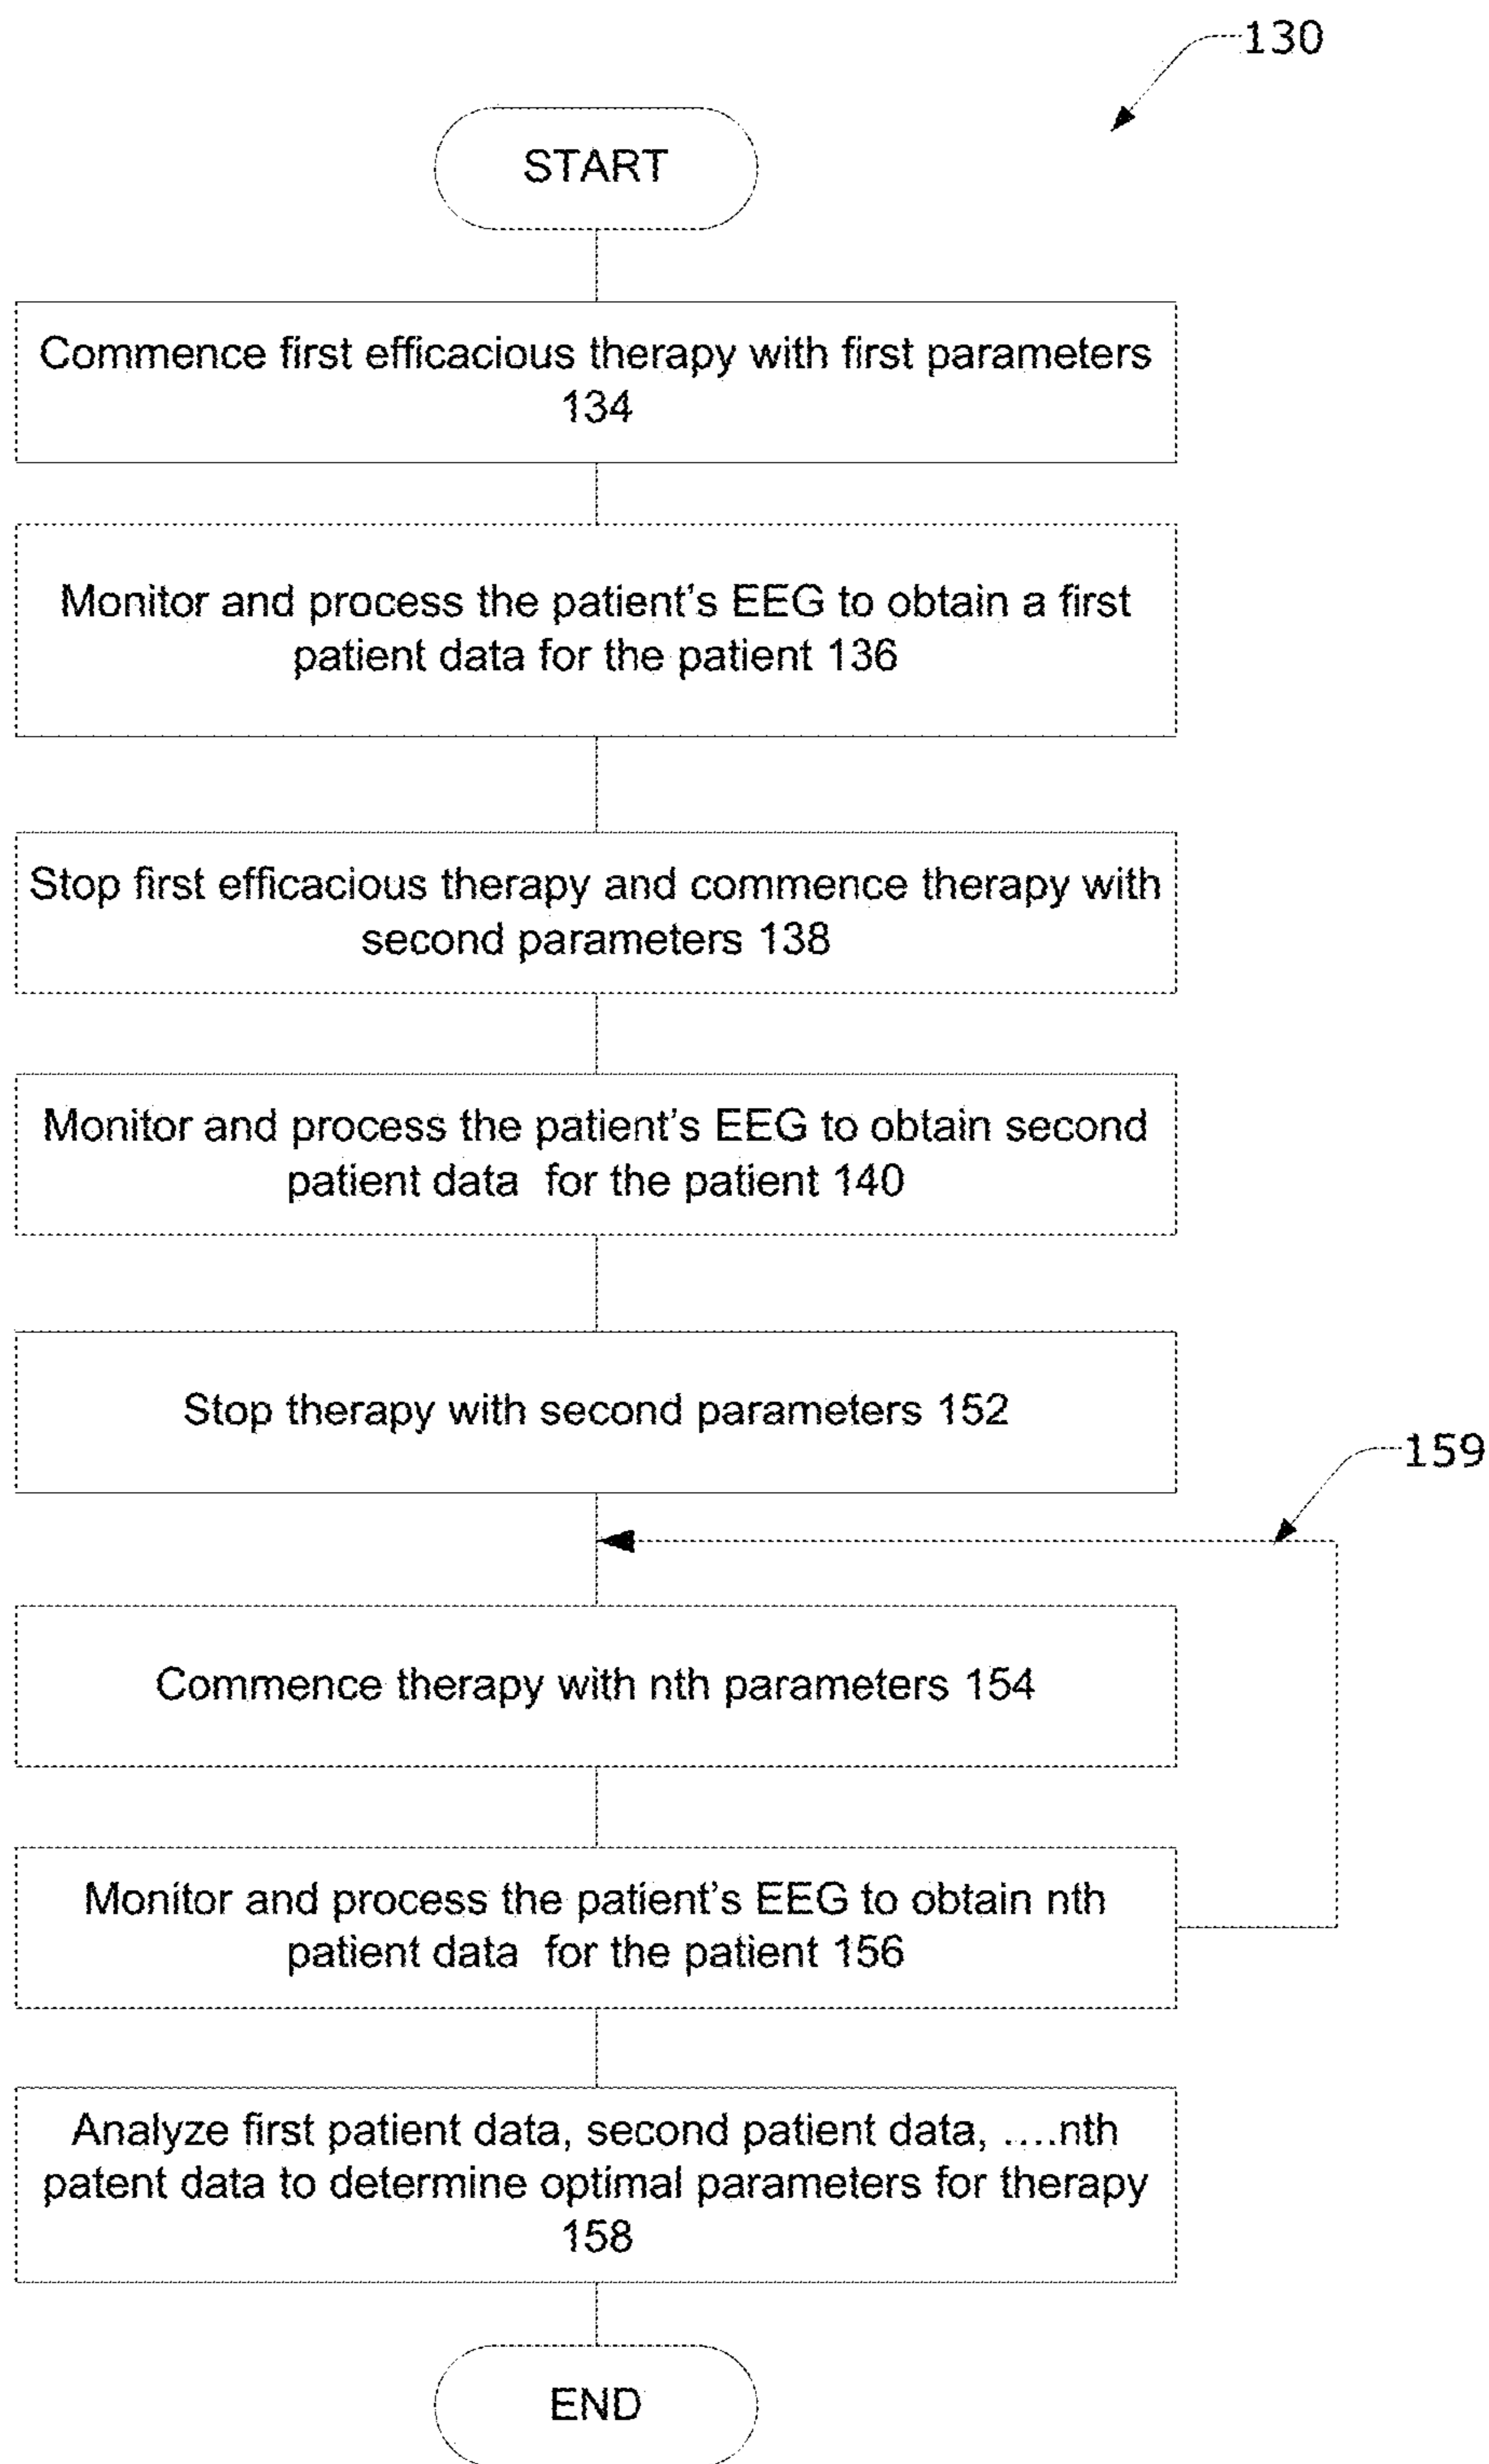 130
START
Commence first efficacious therapy with first parameters
134
Monitor and process the patient's EEG to obtain a first
patient data for the patient 136
Stop first efficacious therapy and commence therapy with
second parameters 138
Monitor and process the patient's EEG to obtain second
patient data for the patient 140
Stop therapy with second parameters 152
159
Commence therapy with nth parameters 154
Monitor and process the patient's EEG to obtain nth
patient data for the patient 156
Analyze first patient data, second patient data, ....nth
patent data to determine optimal parameters for therapy
158
END